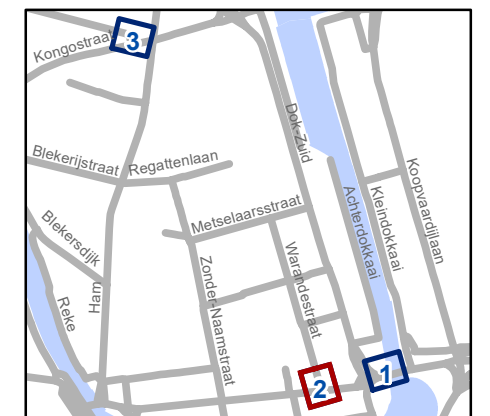 3
Kongostraat
Dok-Zuid
Blekerijstraat
Regattenlaan
Koopvaardijlaan
Kleindokkaai
Achterdokkaai
Metselaarsstraat
Blekersdijk
Warandestraat
Zonder-Naamstraat
Ham
Reke
1
2